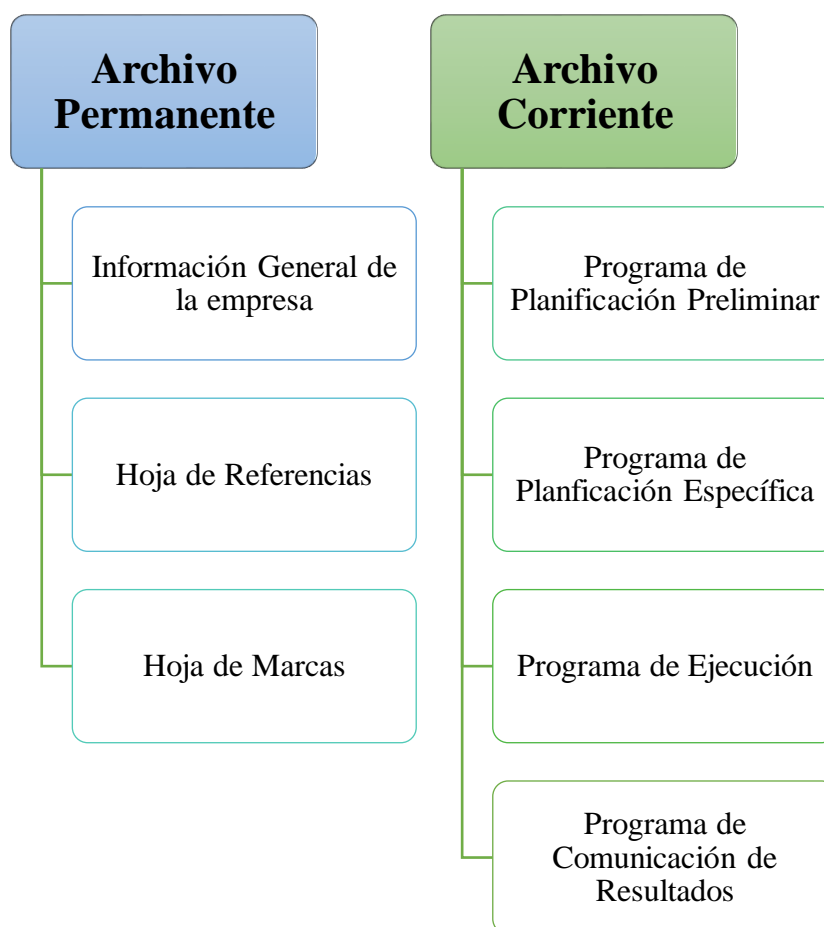 Archivo
Permanente
Información General de
la empresa
Hoja de Referencias
Hoja de Marcas
Archivo
Corriente
Programa de
Planificación Preliminar
Programa de
Planficación Específica
Programa de Ejecución
Programa de
Comunicación de
Resultados